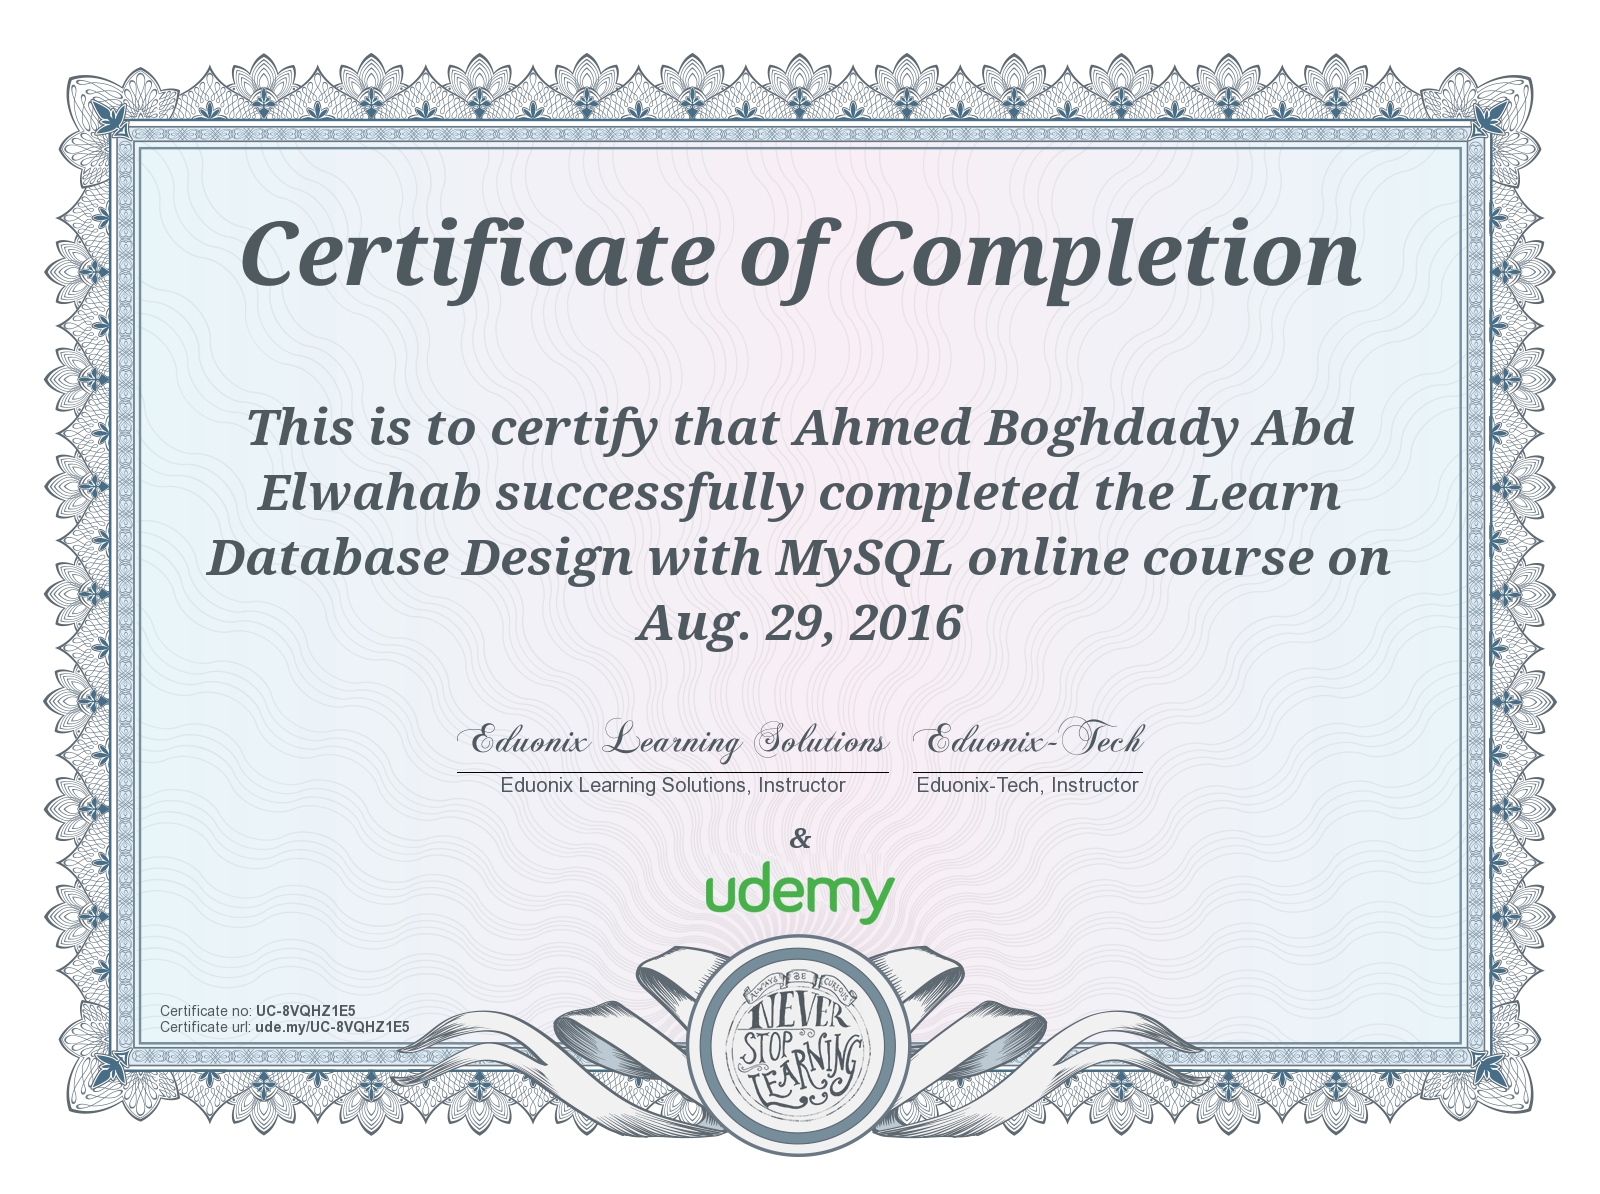 Certificate of Completion
This is to certify that Ahmed Boghdady Abd
Elwahab successfully completed the Learn
Database Design with MySQL online course on
Aug. 29, 2016
Eduonix Learning Solutions Eduonix-Tech
Eduonix Learning Solutions, Instructor Eduonix-Tech, Instructor
&
udemy
Certificate no: UC-8VQHZ1E5
Certificate url: ude.my/UC-8VQHZ1E5
ALWAYS BE CURIOUS
NEVER
STOP
LEARNING